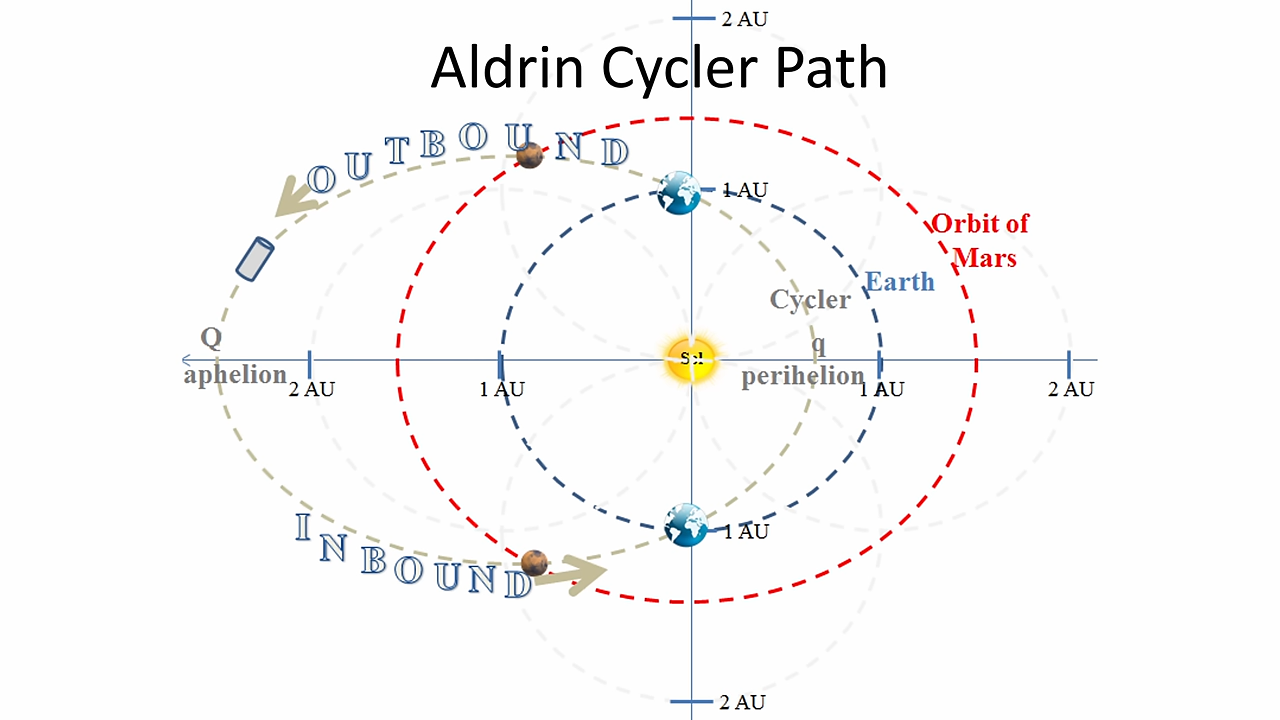 2 AU
Aldrin Cycler Path
OUTBOUND
1 AU
Orbit of
Mars
Earth
Cycler
Q
q
Sol
aphelion
perihelion
2 AU
1 AU
1 AU
2 AU
INBOUND
1 AU
2 AU